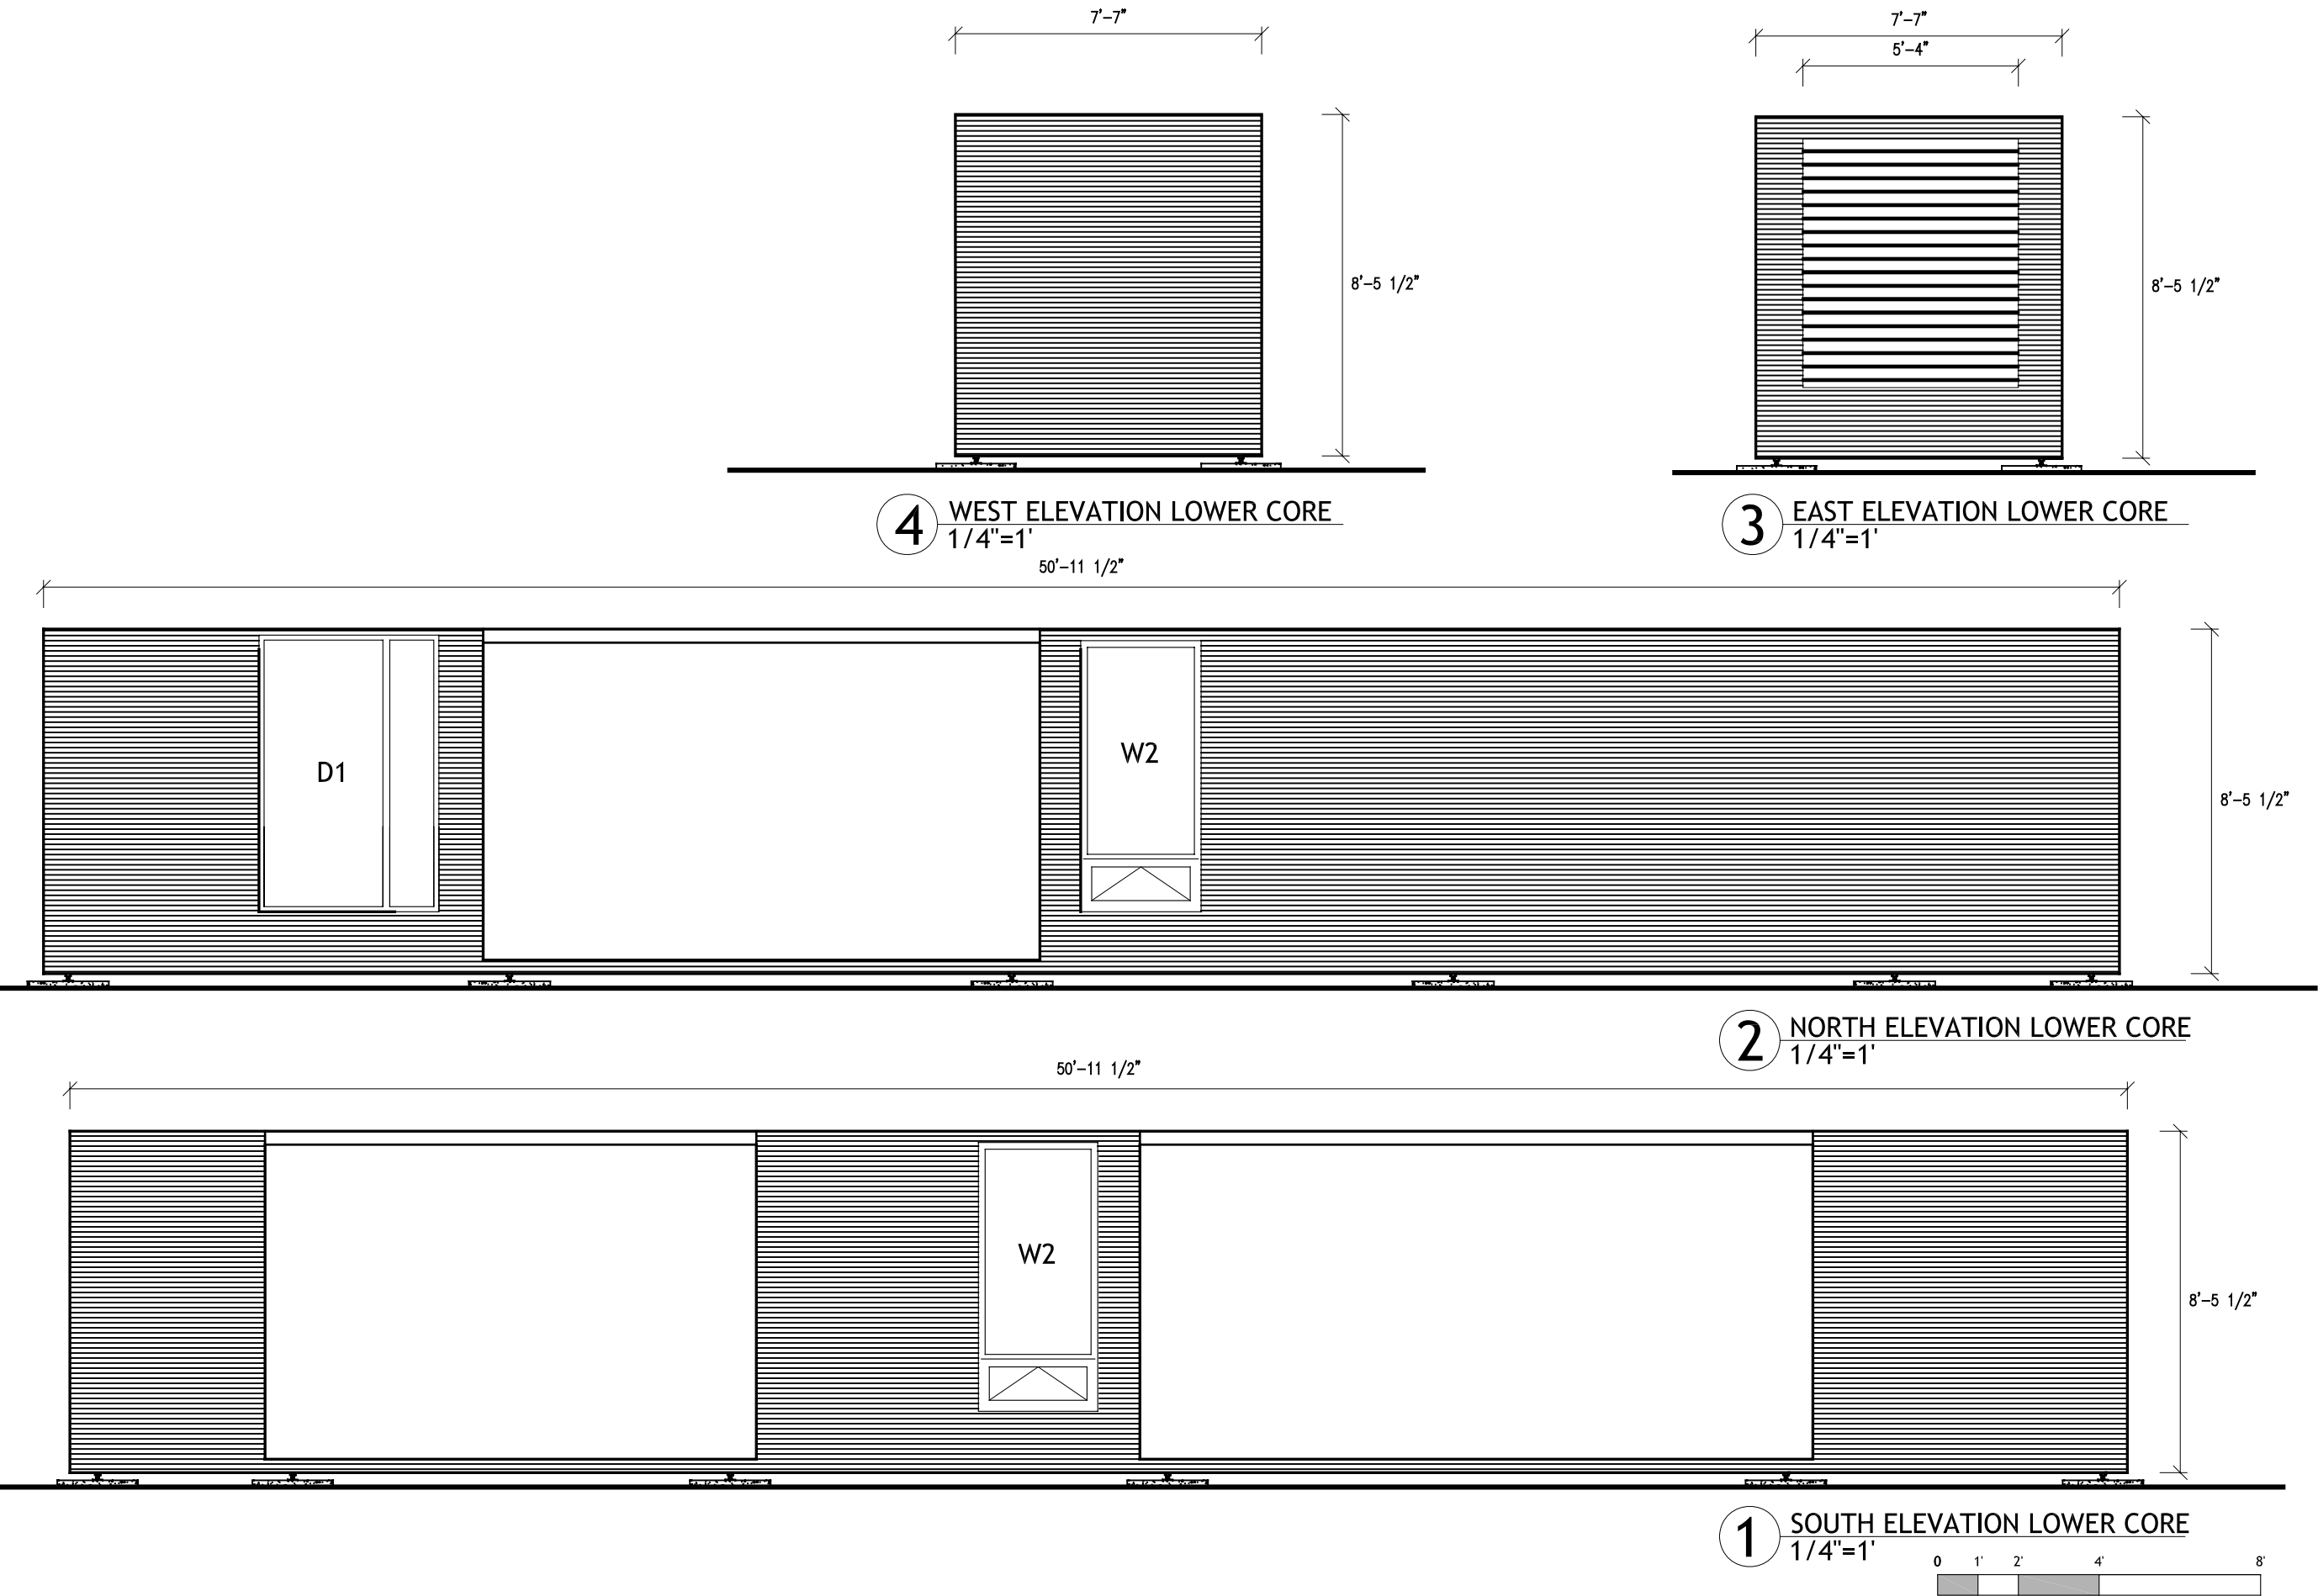 7'-7"
7'-7"
5'-4"
8'-5 1/2"
8'-5 1/2"
4 WEST ELEVATION LOWER CORE
1/4"=1'
3 EAST ELEVATION LOWER CORE
1/4"=1'
50'-11 1/2"
D1
W2
8'-5 1/2"
2 NORTH ELEVATION LOWER CORE
1/4"=1'
50'-11 1/2"
W2
8'-5 1/2"
1 SOUTH ELEVATION LOWER CORE
1/4"=1'
0 1' 2' 4' 8'